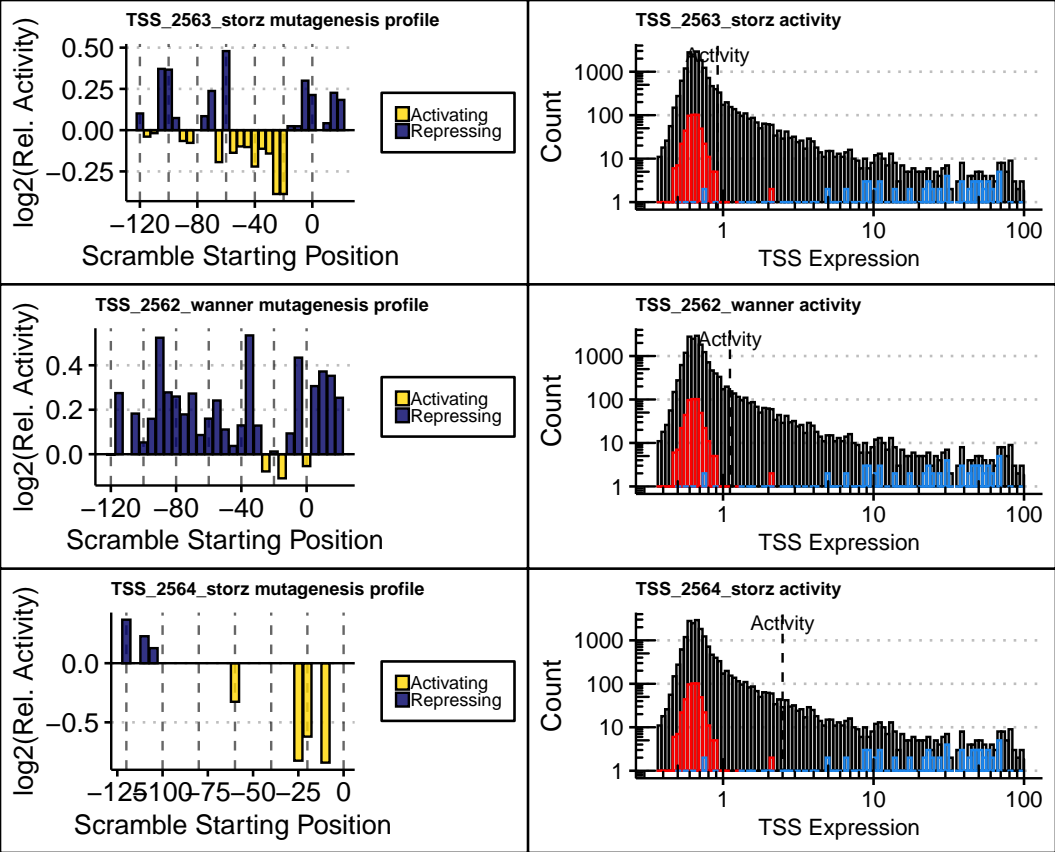 TSS_2563_storz mutagenesis profile
log2(Rel. Activity)
0.50
0.25
0.00
−0.25
−120 −80 −40 0
Scramble Starting Position
Activating
Repressing
TSS_2563_storz activity
Count
Activity
1000
100
10
1
1 10 100
TSS Expression
TSS_2562_wanner mutagenesis profile
log2(Rel. Activity)
0.4
0.2
0.0
−120 −80 −40 0
Scramble Starting Position
Activating
Repressing
TSS_2562_wanner activity
Count
Activity
1000
100
10
1
1 10 100
TSS Expression
TSS_2564_storz mutagenesis profile
log2(Rel. Activity)
0.0
−0.5
−125 −100 −75 −50 −25 0
Scramble Starting Position
Activating
Repressing
TSS_2564_storz activity
Count
Activity
1000
100
10
1
1 10 100
TSS Expression